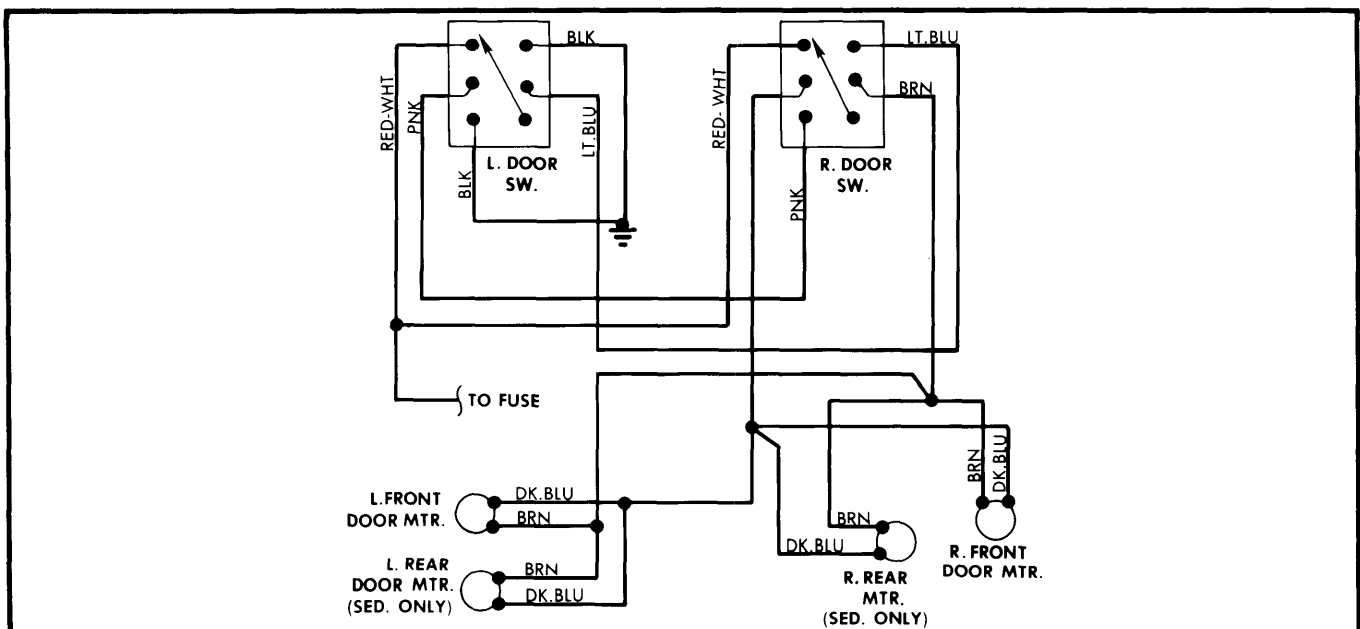 BLK
LT.BLU
BRN
RED-WHT
PNK
LT.BLU
RED-WHT
L. DOOR
SW.
R. DOOR
SW.
BLK
PNK
TO FUSE
L.FRONT
DOOR MTR.
DK.BLU
BRN
BRN
DK.BLU
L. REAR
DOOR MTR.
(SED. ONLY)
BRN
DK.BLU
BRN
DK.BLU
R. REAR
MTR.
(SED. ONLY)
R. FRONT
DOOR MTR.